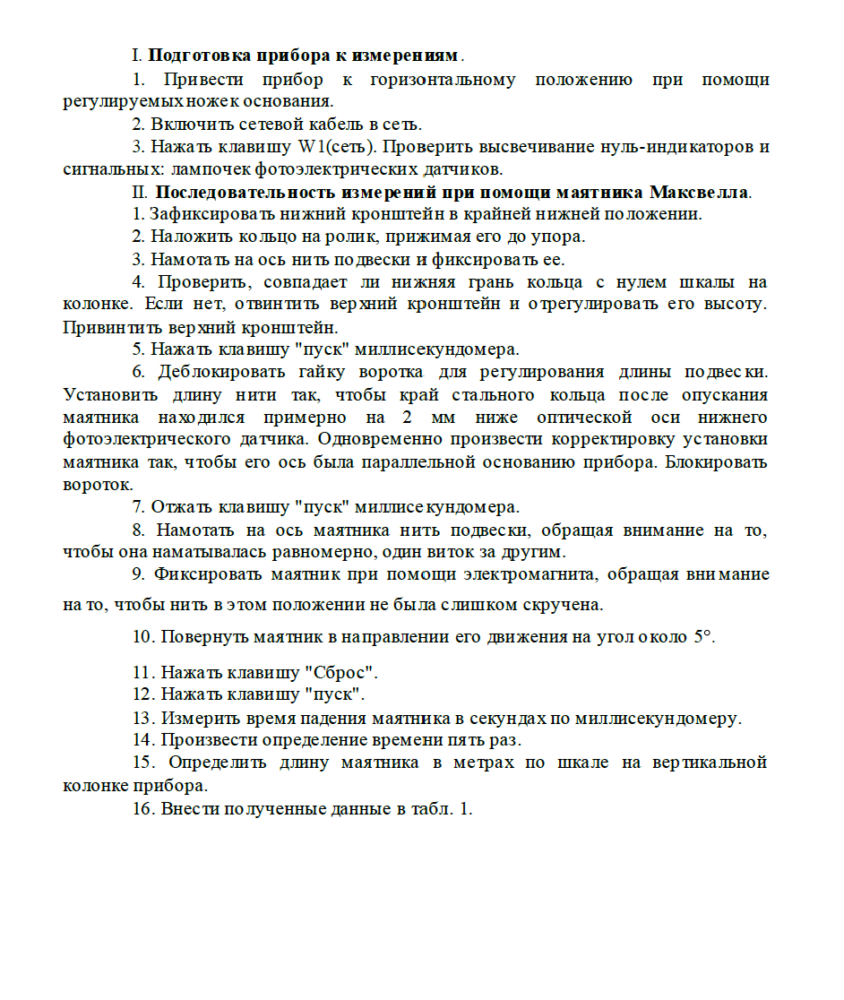 I. Подготовка прибора к измерениям.
1. Привести прибор к горизонтальному положению при помощи
регулируемых ножек основания.
2. Включить сетевой кабель в сеть.
3. Нажать клавишу W1(сеть). Проверить высвечивание нуль-индикаторов и
сигнальных: лампочек фотоэлектрических датчиков.
II. Последовательность измерений при помощи маятника Максвелла.
1. Зафиксировать нижний кронштейн в крайней нижней положении.
2. Наложить кольцо на ролик, прижимая его до упора.
3. Намотать на ось нить подвески и фиксировать ее.
4. Проверить, совпадает ли нижняя грань кольца с нулем шкалы на
колонке. Если нет, отвинтить верхний кронштейн и отрегулировать его высоту.
Привинтить верхний кронштейн.
5. Нажать клавишу "пуск" миллисекундомера.
6. Деблокировать гайку воротка для регулирования длины подвески.
Установить длину нити так, чтобы край стального кольца после опускания
маятника находился примерно на 2 мм ниже оптической оси нижнего
фотоэлектрического датчика. Одновременно произвести корректировку установки
маятника так, чтобы его ось была параллельной основанию прибора. Блокировать
вороток.
7. Отжать клавишу "пуск" миллисекундомера.
8. Намотать на ось маятника нить подвески, обращая внимание на то,
чтобы она наматывалась равномерно, один виток за другим.
9. Фиксировать маятник при помощи электромагнита, обращая внимание
на то, чтобы нить в этом положении не была слишком скручена.
10. Повернуть маятник в направлении его движения на угол около 5°.
11. Нажать клавишу "Сброс".
12. Нажать клавишу "пуск".
13. Измерить время падения маятника в секундах по миллисекундомеру.
14. Произвести определение времени пять раз.
15. Определить длину маятника в метрах по шкале на вертикальной
колонке прибора.
16. Внести полученные данные в табл. 1.